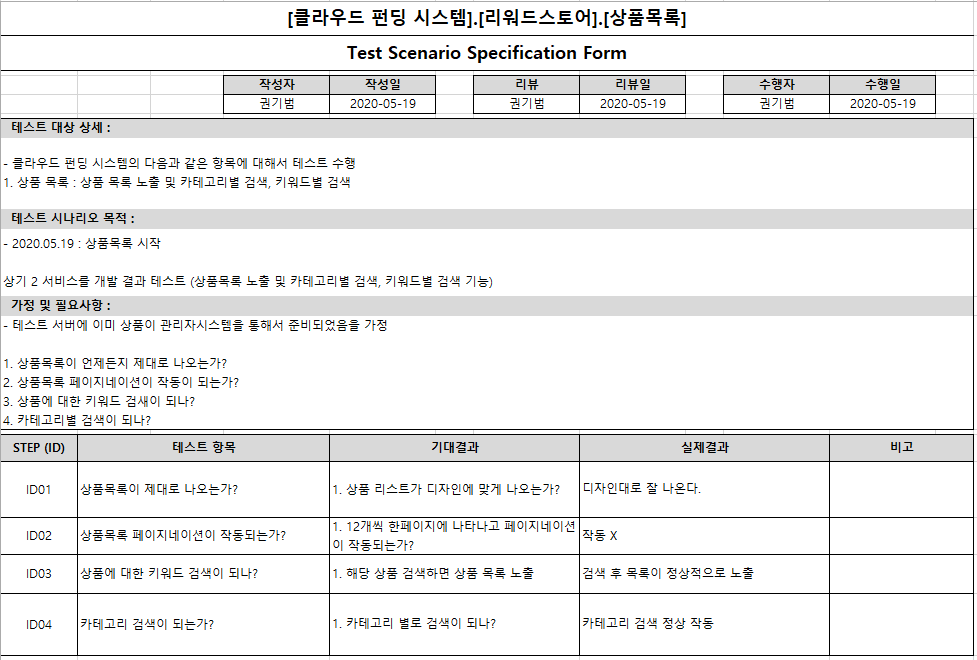 [클라우드 펀딩 시스템].[리워드스토어].[상품목록]
Test Scenario Specification Form
작성자 작성일 리뷰 리뷰일 수행자 수행일
권기범 2020-05-19 권기범 2020-05-19 권기범 2020-05-19
테스트 대상 상세 :
- 클라우드 펀딩 시스템의 다음과 같은 항목에 대해서 테스트 수행
1. 상품 목록 : 상품 목록 노출 및 카테고리별 검색, 키워드별 검색
테스트 시나리오 목적 :
- 2020.05.19 : 상품목록 시작
상기 2 서비스를 개발 결과 테스트 (상품목록 노출 및 카테고리별 검색, 키워드별 검색 기능)
가정 및 필요사항 :
- 테스트 서버에 이미 상품이 관리자시스템을 통해서 준비되었음을 가정
1. 상품목록이 언제든지 제대로 나오는가?
2. 상품목록 페이지네이션이 작동이 되는가?
3. 상품에 대한 키워드 검새이 되나?
4. 카테고리별 검색이 되나?
STEP (ID) 테스트 항목 기대결과 실제결과 비고
ID01 상품목록이 제대로 나오는가? 1. 상품 리스트가 디자인에 맞게 나오는가? 디자인대로 잘 나온다.
ID02 상품목록 페이지네이션이 작동되는가? 1. 12개씩 한페이지에 나타나고 페이지네이션
이 작동되는가? 작동 X
ID03 상품에 대한 키워드 검색이 되나? 1. 해당 상품 검색하면 상품 목록 노출 검색 후 목록이 정상적으로 노출
ID04 카테고리 검색이 되는가? 1. 카테고리 별로 검색이 되나? 카테고리 검색 정상 작동